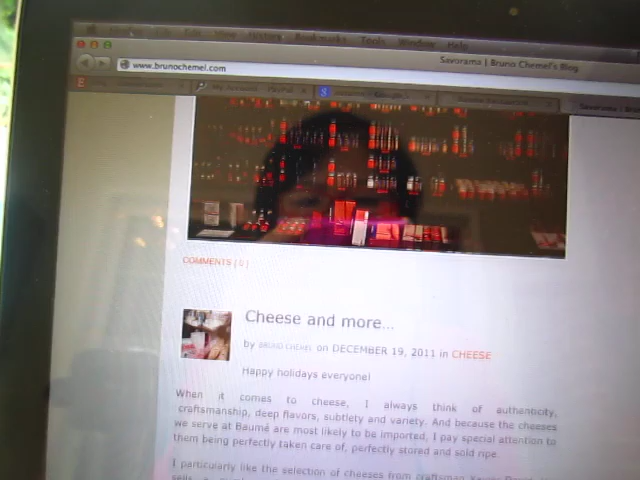 Edit View History Bookmarks Tools Window Help
Savorama | Bruno Chemel's Blog
www.brunochemel.com
COMMENTS { 0 }
Cheese and more...
by BRUNO CHEMEL on DECEMBER 19, 2011 in CHEESE
Happy holidays everyone!
When it comes to cheese, I always think of authenticity,
craftsmanship, deep flavors, subtlety and variety. And because the cheeses
we serve at Baumé are most likely to be imported, I pay special attention to
them being perfectly taken care of, perfectly stored and sold ripe.
I particularly like the selection of cheeses from craftsman